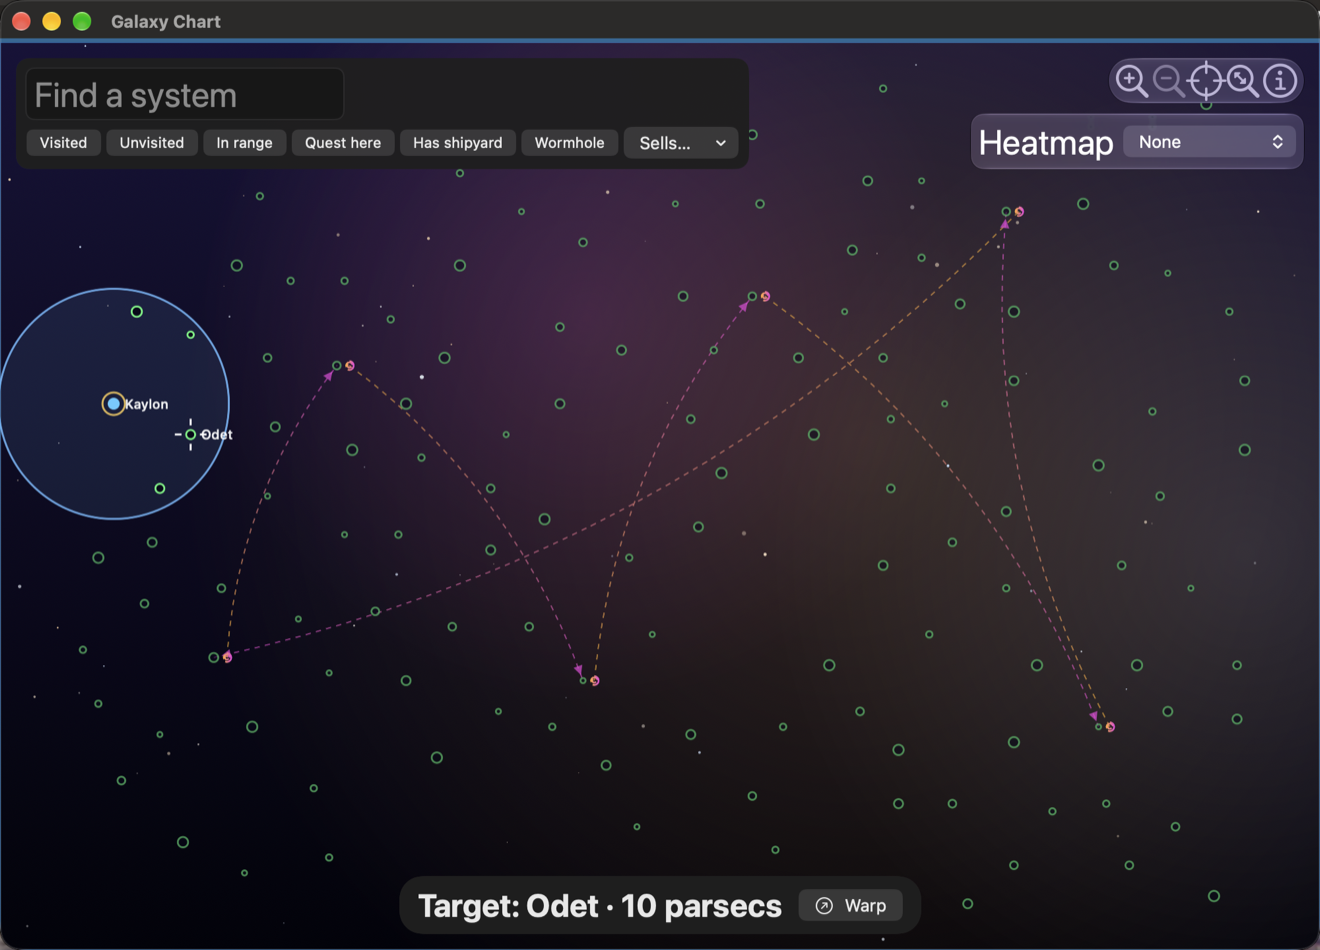 Galaxy Chart
Find a system
Visited
Unvisited
In range
Quest here
Has shipyard
Wormhole
Sells...
Heatmap
None
Kaylon
Odet
Target: Odet · 10 parsecs
Warp